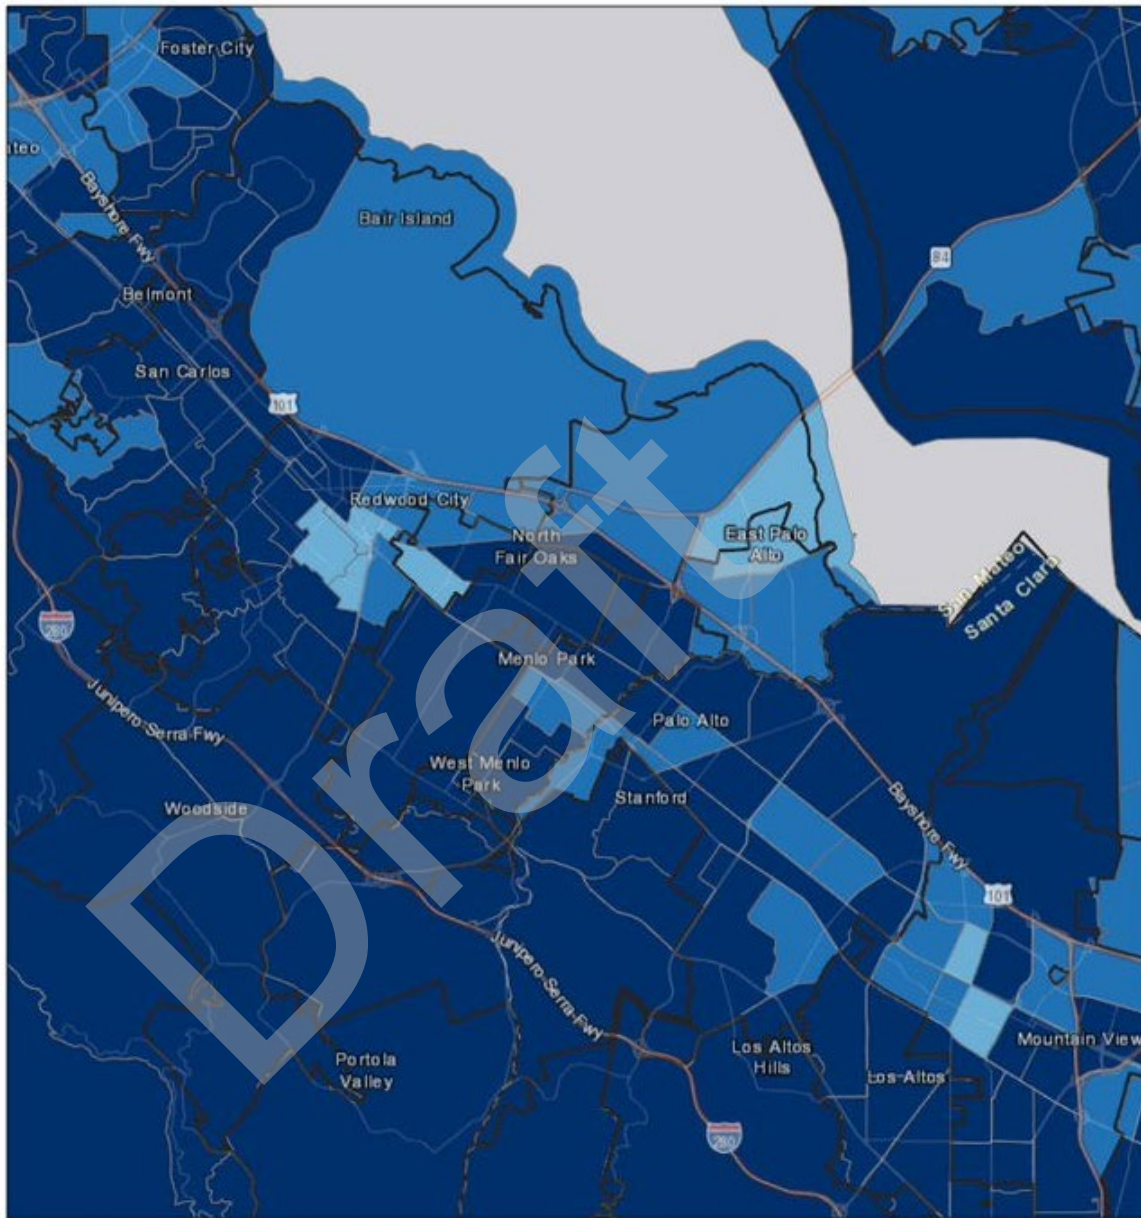 Foster City
ateo
Bayshore Fwy
Bair Island
84
Belmont
San Carlos
101
Redwood City
North
Fair Oaks
East Palo
Alto
San Mateo
Santa Clara
280
Menlo Park
Junipero Serra Fwy
Palo Alto
West Menlo
Park
Stanford
Woodside
Bayshore Fwy
101
Junipero Serra Fwy
Portola
Valley
Los Altos
Hills
Mountain View
Los Altos
280
Draft